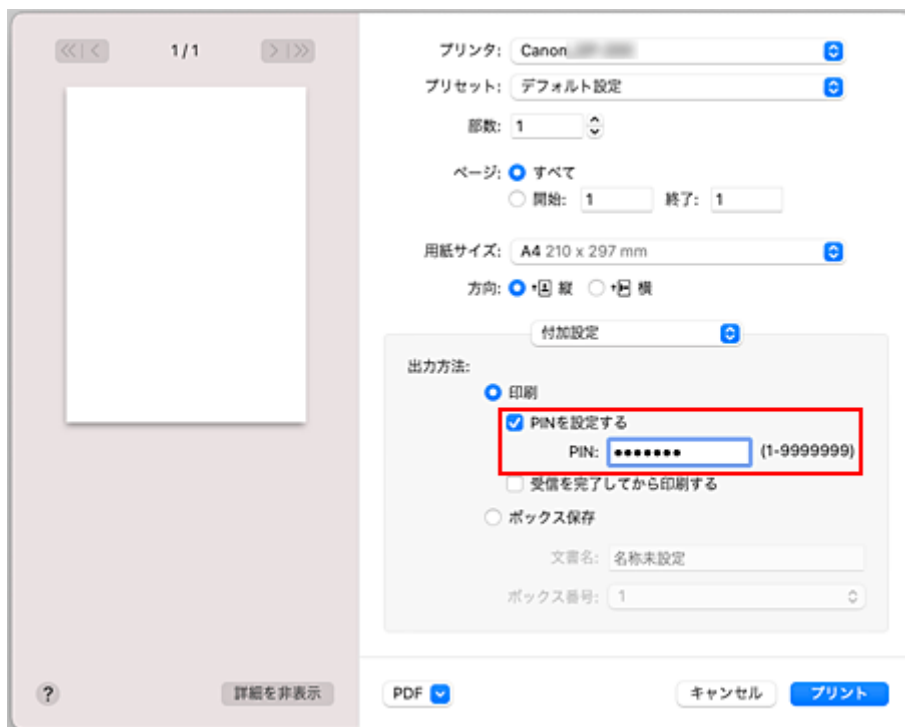 1 / 1
プリンタ: Canon
プリセット: デフォルト設定
部数: 1
ページ: すべて
開始: 1 終了: 1
用紙サイズ: A4 210 x 297 mm
方向: 縦 横
付加設定
出力方法:
印刷
PINを設定する
PIN: ••••••• (1-9999999)
受信を完了してから印刷する
ボックス保存
文書名: 名称未設定
ボックス番号: 1
? 詳細を非表示 PDF キャンセル プリント